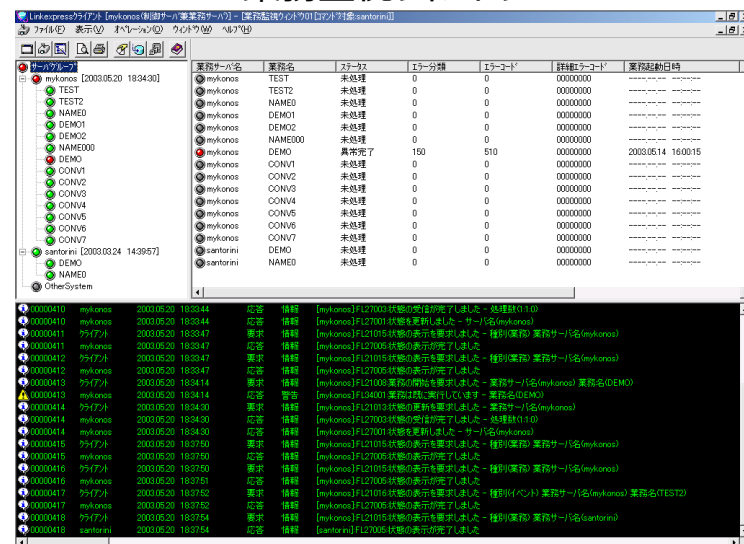 Linkexpressクライアント [mykonos(制御サーバ兼業務サーバ)] - [業務監視ウィンドウ01 [コマンド対象:santorini]]
ファイル(F) 表示(V) オペレーション(O) ウィンドウ(W) ヘルプ(H)
サーバグループ
mykonos [2003.05.20 18:34:30]
TEST
TEST2
NAME0
DEMO1
DEMO2
NAME000
DEMO
CONV1
CONV2
CONV3
CONV4
CONV5
CONV6
CONV7
santorini [2003.03.24 14:39:57]
DEMO
NAME0
OtherSystem
業務サーバ名 業務名 ステータス エラー分類 エラーコード 詳細エラーコード 業務起動日時
mykonos TEST 未処理 0 0 00000000 ----.--.-- --:--:--
mykonos TEST2 未処理 0 0 00000000 ----.--.-- --:--:--
mykonos NAME0 未処理 0 0 00000000 ----.--.-- --:--:--
mykonos DEMO1 未処理 0 0 00000000 ----.--.-- --:--:--
mykonos DEMO2 未処理 0 0 00000000 ----.--.-- --:--:--
mykonos NAME000 未処理 0 0 00000000 ----.--.-- --:--:--
mykonos DEMO 異常完了 150 510 00000000 2003.05.14 16:00:15
mykonos CONV1 未処理 0 0 00000000 ----.--.-- --:--:--
mykonos CONV2 未処理 0 0 00000000 ----.--.-- --:--:--
mykonos CONV3 未処理 0 0 00000000 ----.--.-- --:--:--
mykonos CONV4 未処理 0 0 00000000 ----.--.-- --:--:--
mykonos CONV5 未処理 0 0 00000000 ----.--.-- --:--:--
mykonos CONV6 未処理 0 0 00000000 ----.--.-- --:--:--
mykonos CONV7 未処理 0 0 00000000 ----.--.-- --:--:--
santorini DEMO 未処理 0 0 00000000 ----.--.-- --:--:--
santorini NAME0 未処理 0 0 00000000 ----.--.-- --:--:--
00000410 mykonos 2003.05.20 18:33:44 応答 情報 [mykonos]FL27003:状態の受信が完了しました - 処理数(1:1:0)
00000410 mykonos 2003.05.20 18:33:44 応答 情報 [mykonos]FL27001:状態を更新しました - サーバ名(mykonos)
00000411 クライアント 2003.05.20 18:33:47 要求 情報 [mykonos]FL21015:状態の表示を要求しました - 種別(業務) 業務サーバ名(mykonos)
00000411 mykonos 2003.05.20 18:33:47 応答 情報 [mykonos]FL27005:状態の表示が完了しました
00000412 クライアント 2003.05.20 18:33:47 要求 情報 [mykonos]FL21015:状態の表示を要求しました - 種別(業務) 業務サーバ名(mykonos)
00000412 mykonos 2003.05.20 18:33:47 応答 情報 [mykonos]FL27005:状態の表示が完了しました
00000413 クライアント 2003.05.20 18:34:14 要求 情報 [mykonos]FL21008:業務の開始を要求しました - 業務サーバ名(mykonos) 業務名(DEMO)
00000413 mykonos 2003.05.20 18:34:14 応答 警告 [mykonos]FL34001:業務は既に実行しています - 業務名(DEMO)
00000414 クライアント 2003.05.20 18:34:30 要求 情報 [mykonos]FL21013:状態の更新を要求しました - 業務サーバ名(mykonos)
00000414 mykonos 2003.05.20 18:34:30 応答 情報 [mykonos]FL27003:状態の受信が完了しました - 処理数(1:1:0)
00000414 mykonos 2003.05.20 18:34:30 応答 情報 [mykonos]FL27001:状態を更新しました - サーバ名(mykonos)
00000415 クライアント 2003.05.20 18:37:50 要求 情報 [mykonos]FL21015:状態の表示を要求しました - 種別(業務) 業務サーバ名(mykonos)
00000415 mykonos 2003.05.20 18:37:50 応答 情報 [mykonos]FL27005:状態の表示が完了しました
00000416 クライアント 2003.05.20 18:37:50 要求 情報 [mykonos]FL21015:状態の表示を要求しました - 種別(業務) 業務サーバ名(mykonos)
00000416 mykonos 2003.05.20 18:37:51 応答 情報 [mykonos]FL27005:状態の表示が完了しました
00000417 クライアント 2003.05.20 18:37:52 要求 情報 [mykonos]FL21016:状態の表示を要求しました - 種別(イベント) 業務サーバ名(mykonos) 業務名(TEST2)
00000417 mykonos 2003.05.20 18:37:52 応答 情報 [mykonos]FL27005:状態の表示が完了しました
00000418 クライアント 2003.05.20 18:37:54 要求 情報 [mykonos]FL21015:状態の表示を要求しました - 種別(業務) 業務サーバ名(santorini)
00000418 santorini 2003.05.20 18:37:54 応答 情報 [santorini]FL27005:状態の表示が完了しました